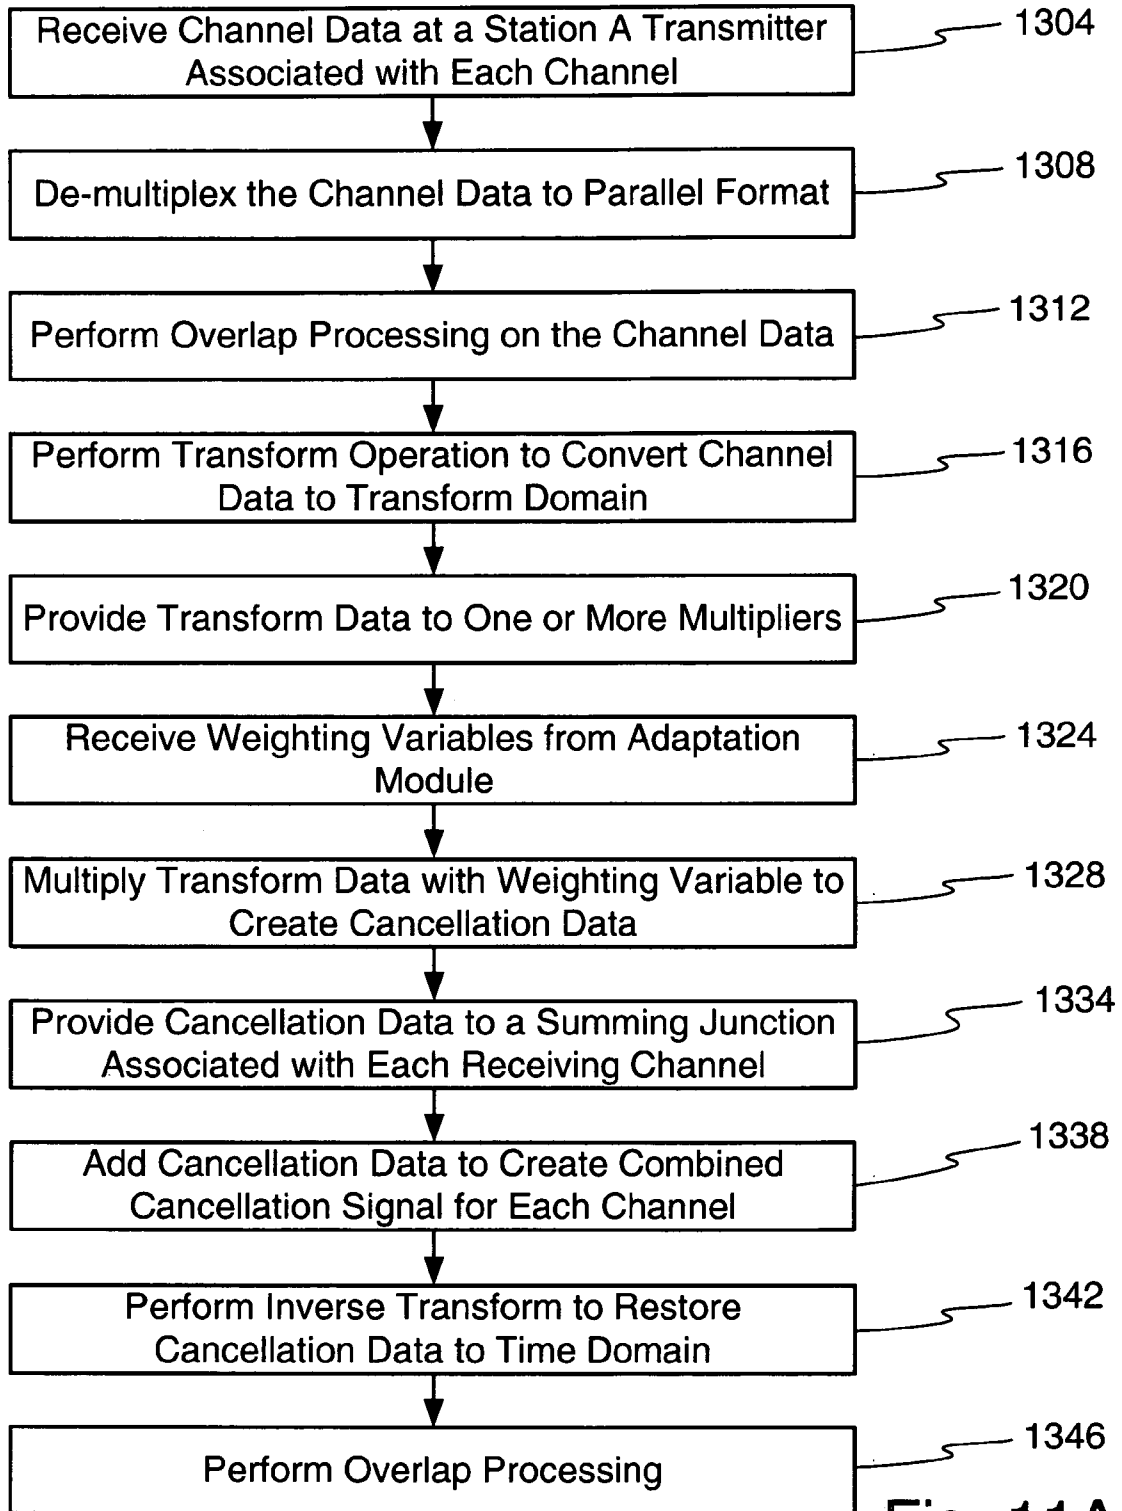 Receive Channel Data at a Station A Transmitter
Associated with Each Channel
1304
De-multiplex the Channel Data to Parallel Format
1308
Perform Overlap Processing on the Channel Data
1312
Perform Transform Operation to Convert Channel
Data to Transform Domain
1316
Provide Transform Data to One or More Multipliers
1320
Receive Weighting Variables from Adaptation
Module
1324
Multiply Transform Data with Weighting Variable to
Create Cancellation Data
1328
Provide Cancellation Data to a Summing Junction
Associated with Each Receiving Channel
1334
Add Cancellation Data to Create Combined
Cancellation Signal for Each Channel
1338
Perform Inverse Transform to Restore
Cancellation Data to Time Domain
1342
Perform Overlap Processing
1346
Fig. 11A